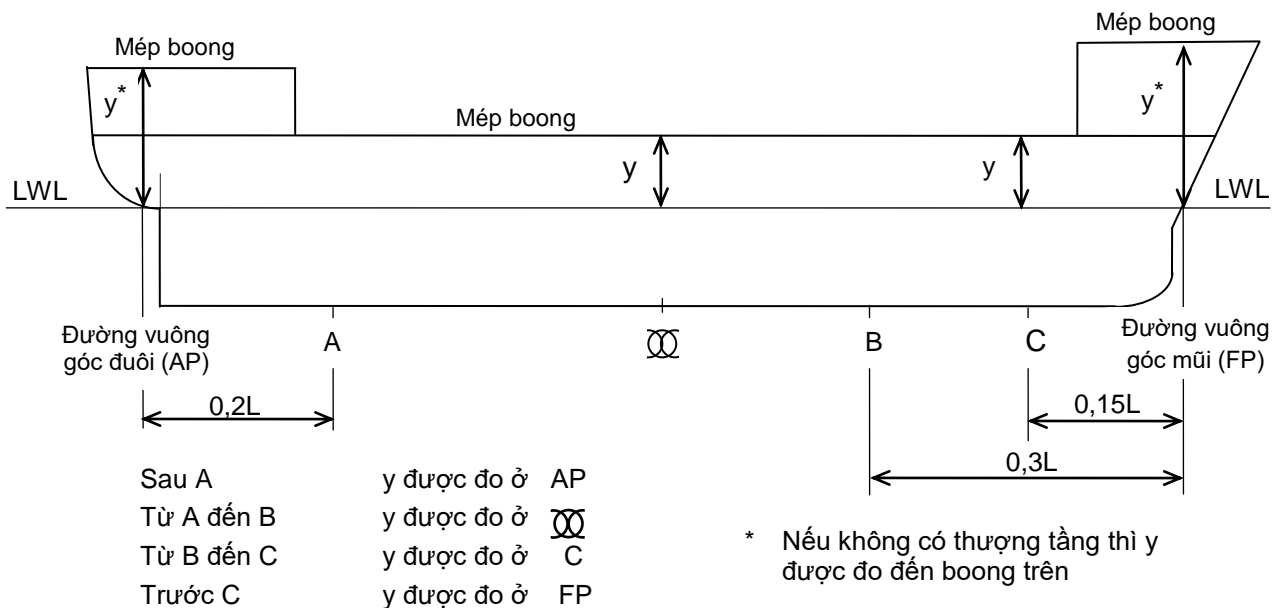 Mép boong
Mép boong
y*
Mép boong
y*
y
y
LWL
LWL
Đường vuông
góc đuôi (AP)
A
B
C
Đường vuông
góc mũi (FP)
0,2L
0,15L
0,3L
Sau A y được đo ở AP
Từ A đến B y được đo ở
Từ B đến C y được đo ở C
Trước C y được đo ở FP
* Nếu không có thượng tầng thì y
được đo đến boong trên